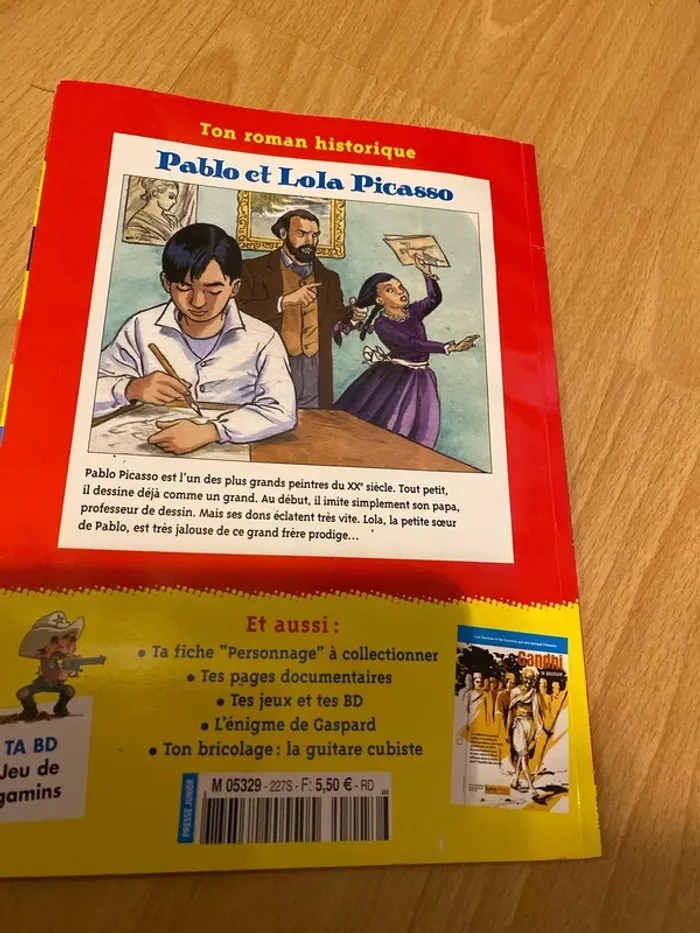 Ton roman historique
Pablo et Lola Picasso
Pablo Picasso est l'un des plus grands peintres du XXᵉ siècle. Tout petit,
il dessine déjà comme un grand. Au début, il imite simplement son papa,
professeur de dessin. Mais ses dons éclatent très vite. Lola, la petite sœur
de Pablo, est très jalouse de ce grand frère prodige...
Et aussi :
• Ta fiche "Personnage" à collectionner
• Tes pages documentaires
• Tes jeux et tes BD
• L'énigme de Gaspard
• Ton bricolage : la guitare cubiste
TA BD
Jeu de
gamins
PRESSE JUNIOR
M 05329 - 227S - F: 5,50 € - RD
Gandhi